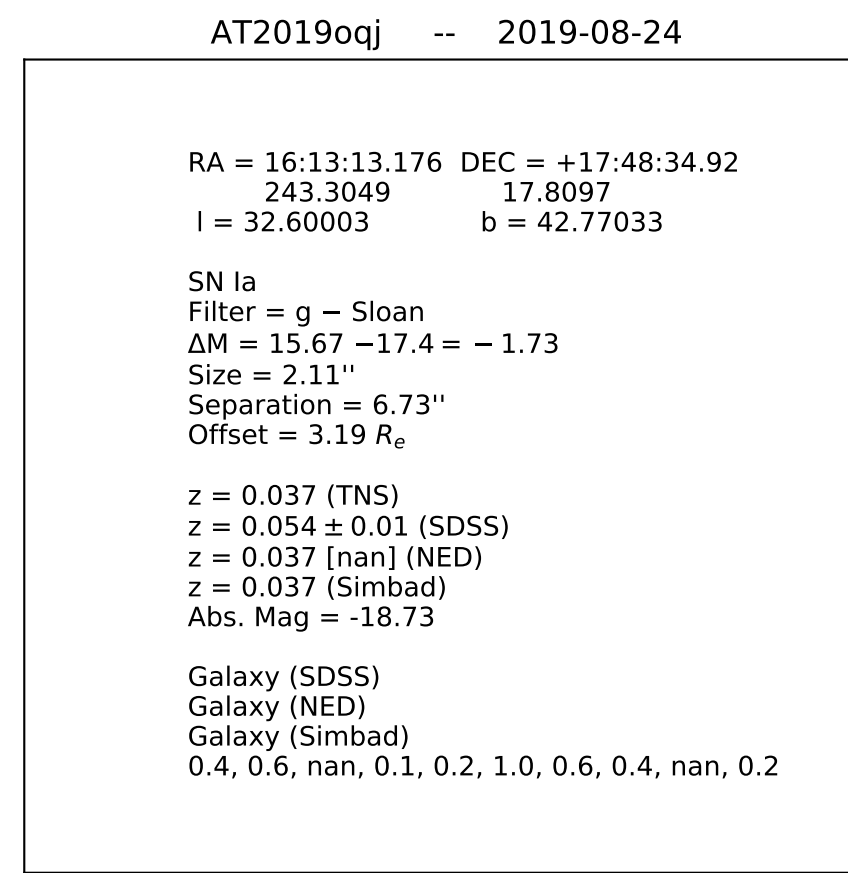 AT2019oqj -- 2019-08-24
RA = 16:13:13.176 DEC = +17:48:34.92
243.3049 17.8097
l = 32.60003 b = 42.77033
SN Ia
Filter = g − Sloan
ΔM = 15.67 −17.4 = − 1.73
Size = 2.11''
Separation = 6.73''
Offset = 3.19 Rₑ
z = 0.037 (TNS)
z = 0.054 ± 0.01 (SDSS)
z = 0.037 [nan] (NED)
z = 0.037 (Simbad)
Abs. Mag = -18.73
Galaxy (SDSS)
Galaxy (NED)
Galaxy (Simbad)
0.4, 0.6, nan, 0.1, 0.2, 1.0, 0.6, 0.4, nan, 0.2